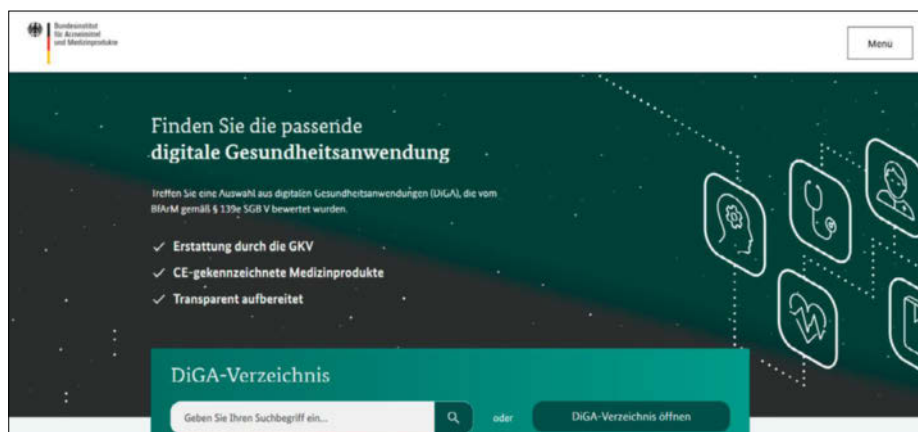 Bundesinstitut
für Arzneimittel
und Medizinprodukte
Menü
Finden Sie die passende
digitale Gesundheitsanwendung
Treffen Sie eine Auswahl aus digitalen Gesundheitsanwendungen (DiGA), die vom
BfArM gemäß § 139e SGB V bewertet wurden.
✓ Erstattung durch die GKV
✓ CE-gekennzeichnete Medizinprodukte
✓ Transparent aufbereitet
DiGA-Verzeichnis
Geben Sie Ihren Suchbegriff ein... oder DiGA-Verzeichnis öffnen